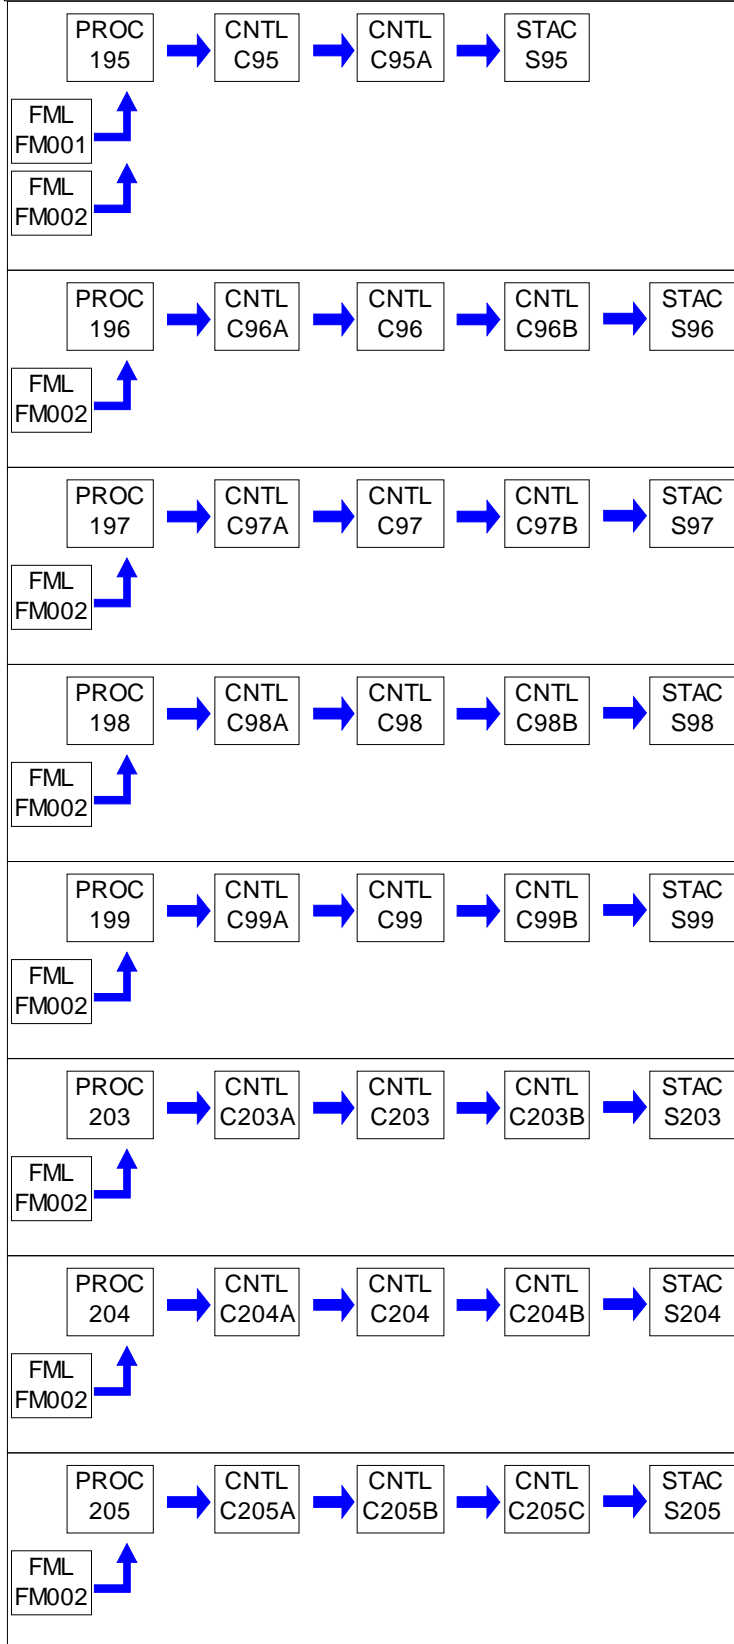 PROC
195
CNTL
C95
CNTL
C95A
STAC
S95
FML
FM001
FML
FM002
PROC
196
CNTL
C96A
CNTL
C96
CNTL
C96B
STAC
S96
FML
FM002
PROC
197
CNTL
C97A
CNTL
C97
CNTL
C97B
STAC
S97
FML
FM002
PROC
198
CNTL
C98A
CNTL
C98
CNTL
C98B
STAC
S98
FML
FM002
PROC
199
CNTL
C99A
CNTL
C99
CNTL
C99B
STAC
S99
FML
FM002
PROC
203
CNTL
C203A
CNTL
C203
CNTL
C203B
STAC
S203
FML
FM002
PROC
204
CNTL
C204A
CNTL
C204
CNTL
C204B
STAC
S204
FML
FM002
PROC
205
CNTL
C205A
CNTL
C205B
CNTL
C205C
STAC
S205
FML
FM002